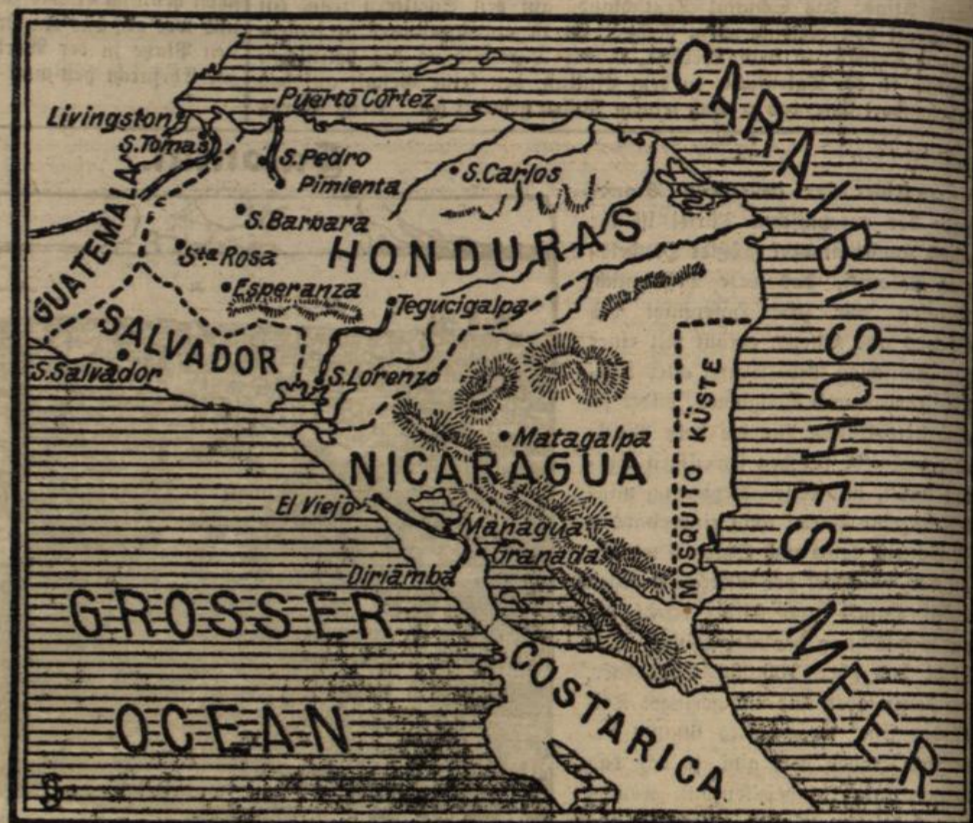 CARAIBISCHES MEER
Puerto Cortez
Livingston
S. Tomas
S. Pedro
Pimienta
S. Carlos
GUATEMALA
S. Barbara
HONDURAS
Sta Rosa
Esperanza
Tegucigalpa
SALVADOR
S. Salvador
S. Lorenzo
MOSQUITO KÜSTE
Matagalpa
NICARAGUA
El Viejo
Managua
Granada
Diriamba
GROSSER
OCEAN
COSTARICA